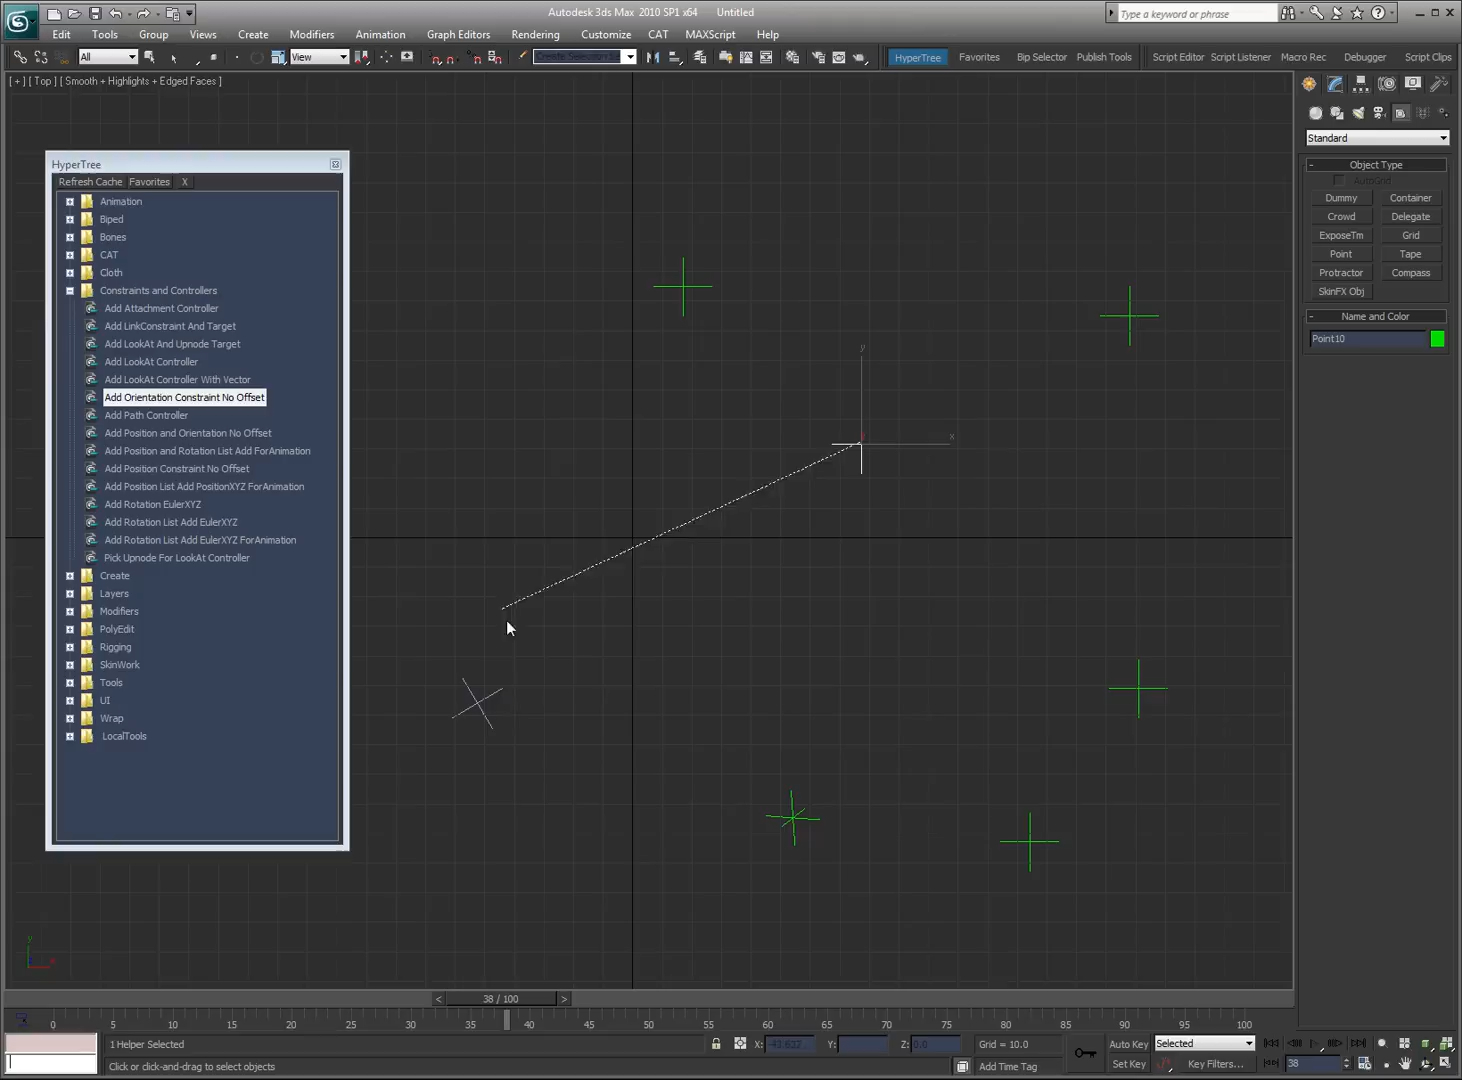 Autodesk 3ds Max 2010 SP1 x64 Untitled
Type a keyword or phrase
Edit Tools Group Views Create Modifiers Animation Graph Editors Rendering Customize CAT MAXScript Help
All View HyperTree Favorites Bip Selector Publish Tools Script Editor Script Listener Macro Rec Debugger Script Clips
[ + ] [ Top ] [ Smooth + Highlights + Edged Faces ]
Standard
HyperTree
Refresh Cache Favorites X
Animation
Biped
Bones
CAT
Cloth
Constraints and Controllers
Add Attachment Controller
Add LinkConstraint And Target
Add LookAt And Upnode Target
Add LookAt Controller
Add LookAt Controller With Vector
Add Orientation Constraint No Offset
Add Path Controller
Add Position and Orientation No Offset
Add Position and Rotation List Add ForAnimation
Add Position Constraint No Offset
Add Position List Add PositionXYZ ForAnimation
Add Rotation EulerXYZ
Add Rotation List Add EulerXYZ
Add Rotation List Add EulerXYZ ForAnimation
Pick Upnode For LookAt Controller
Create
Layers
Modifiers
PolyEdit
Rigging
SkinWork
Tools
UI
Wrap
LocalTools
y
x
- Object Type
AutoGrid
Dummy Container
Crowd Delegate
ExposeTm Grid
Point Tape
Protractor Compass
SkinFX Obj
- Name and Color
Point10
y
x
< 38 / 100 >
0 5 10 15 20 25 30 35 40 45 50 55 60 65 70 75 80 85 90 95 100
1 Helper Selected X: -43.637 Y: Z: 0.0 Grid = 10.0 Auto Key Selected
Click or click-and-drag to select objects Add Time Tag Set Key Key Filters... 38